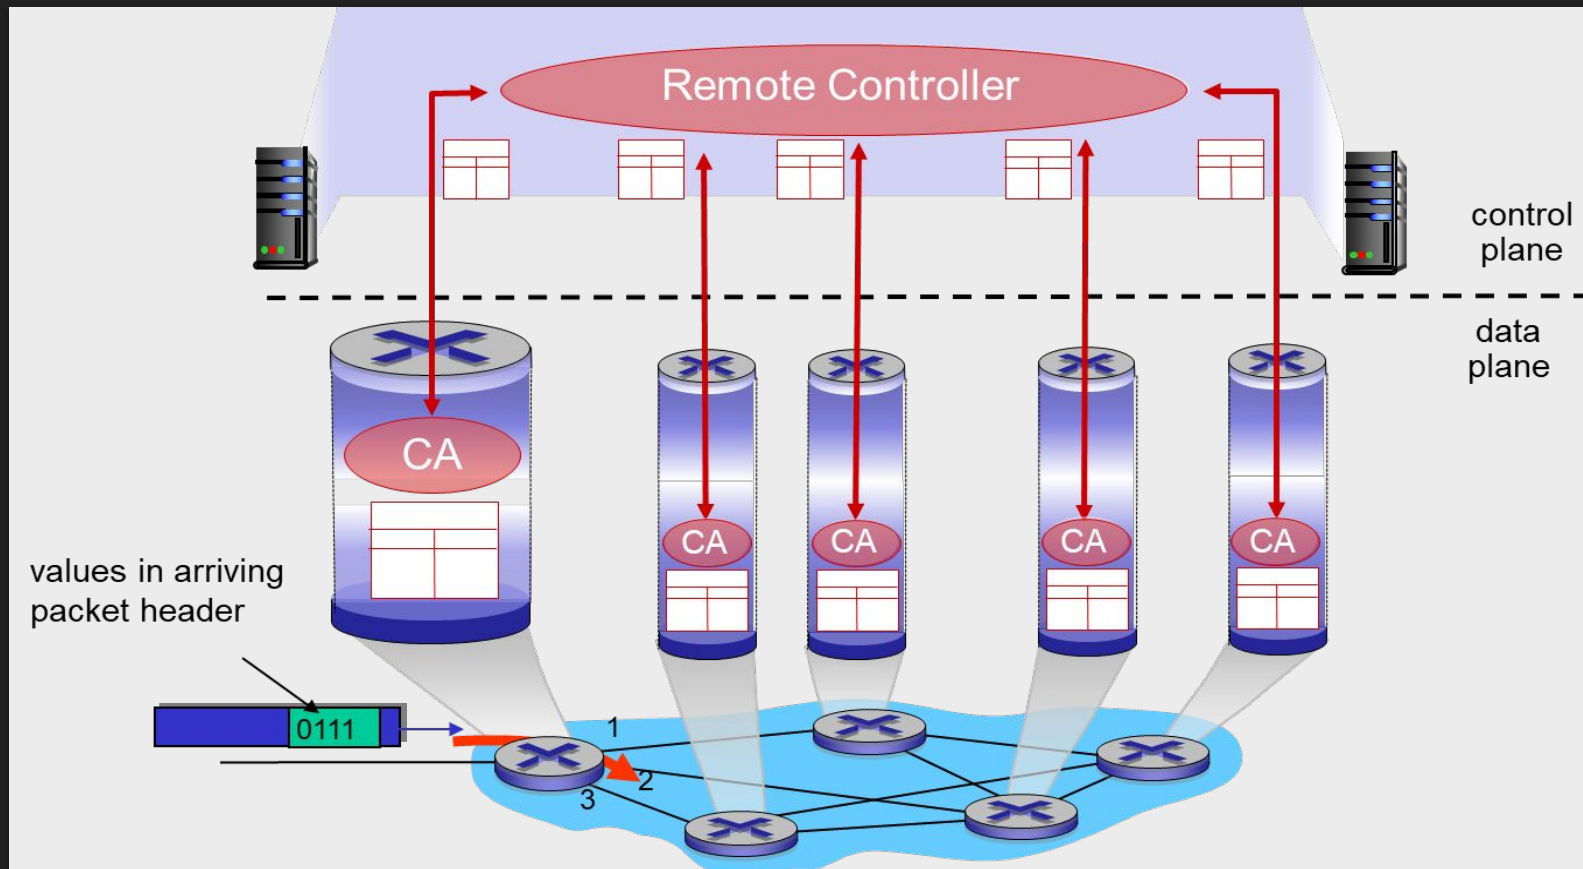 Remote Controller
control
plane
data
plane
CA
CA
CA
CA
CA
values in arriving
packet header
0111
1
2
3